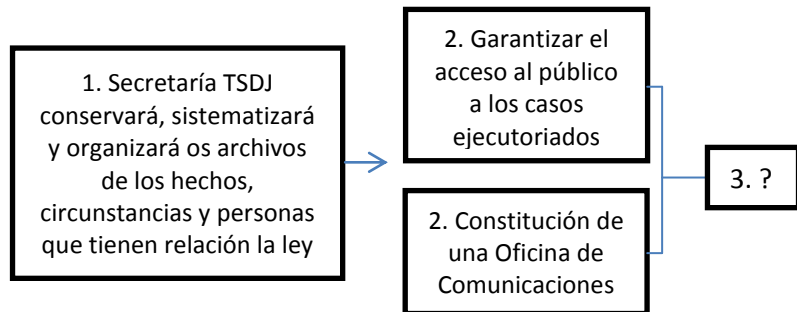 1. Secretaría TSDJ
conservará, sistematizará
y organizará os archivos
de los hechos,
circunstancias y personas
que tienen relación la ley
2. Garantizar el
acceso al público
a los casos
ejecutoriados
2. Constitución de
una Oficina de
Comunicaciones
3. ?